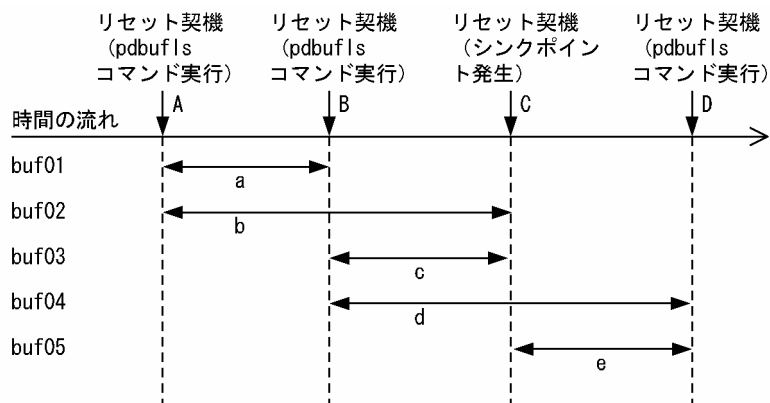 リセット契機
(pdbufls
コマンド実行)
リセット契機
(pdbufls
コマンド実行)
リセット契機
(シンクポイン
ト発生)
リセット契機
(pdbufls
コマンド実行)
A
B
C
D
時間の流れ
buf01
a
buf02
b
buf03
c
buf04
d
buf05
e